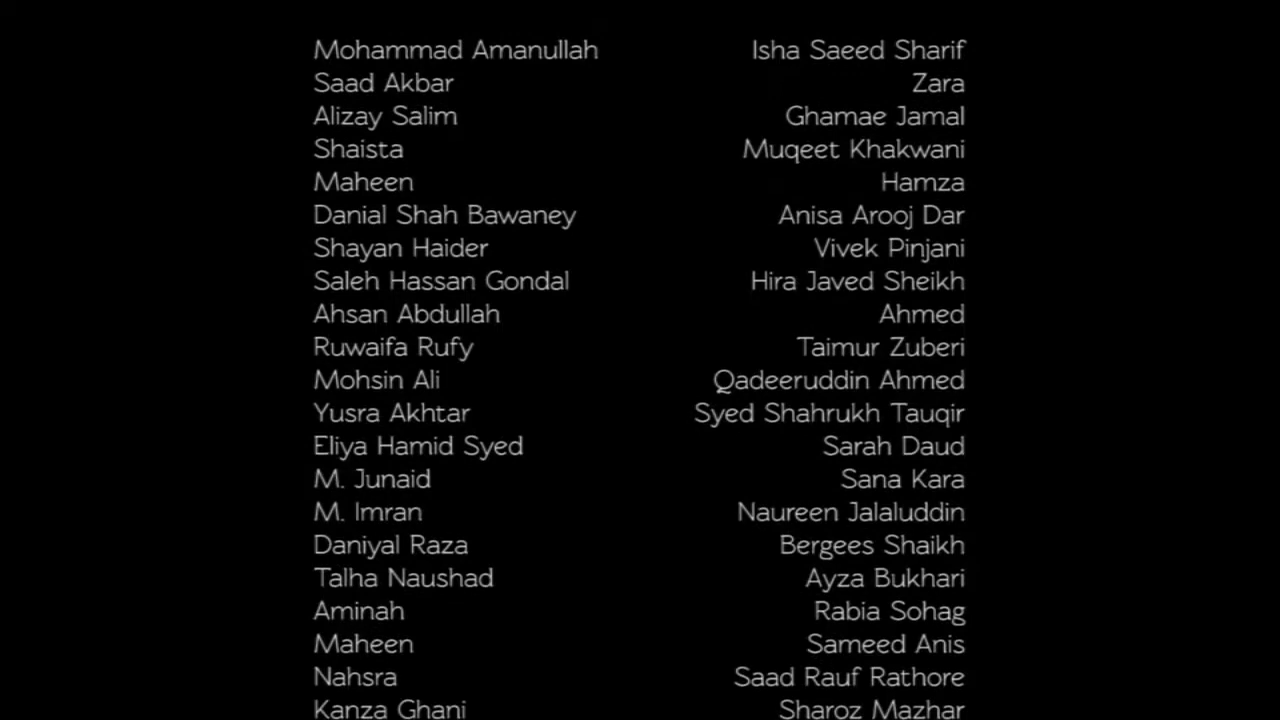 Mohammad Amanullah Isha Saeed Sharif
Saad Akbar Zara
Alizay Salim Ghamae Jamal
Shaista Muqeet Khakwani
Maheen Hamza
Danial Shah Bawaney Anisa Arooj Dar
Shayan Haider Vivek Pinjani
Saleh Hassan Gondal Hira Javed Sheikh
Ahsan Abdullah Ahmed
Ruwaifa Rufy Taimur Zuberi
Mohsin Ali Qadeeruddin Ahmed
Yusra Akhtar Syed Shahrukh Tauqir
Eliya Hamid Syed Sarah Daud
M. Junaid Sana Kara
M. Imran Naureen Jalaluddin
Daniyal Raza Bergees Shaikh
Talha Naushad Ayza Bukhari
Aminah Rabia Sohag
Maheen Sameed Anis
Nahsra Saad Rauf Rathore
Kanza Ghani Sharoz Mazhar